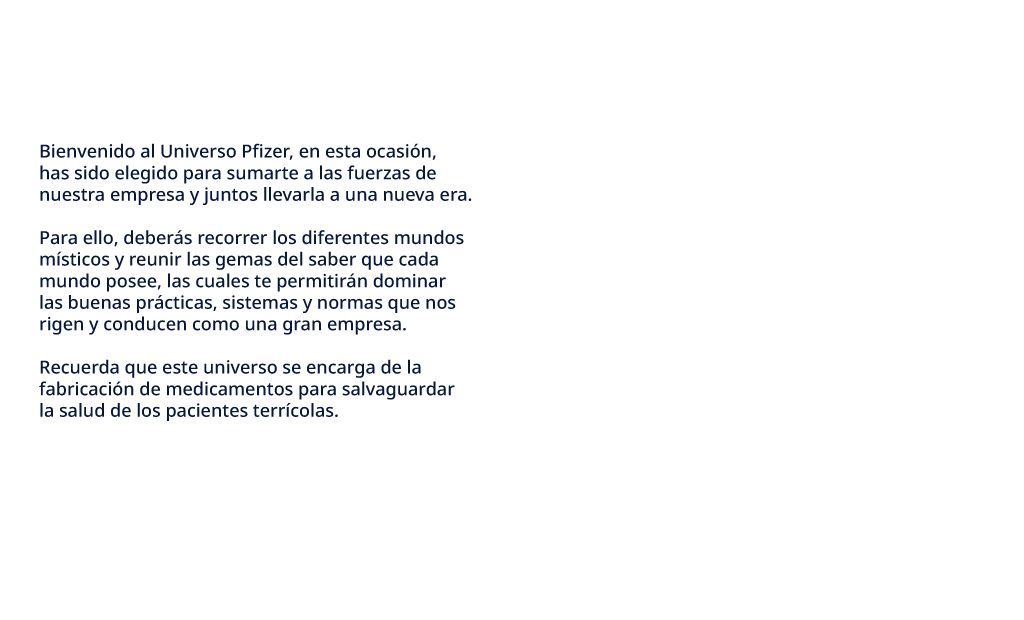 Bienvenido al Universo Pfizer, en esta ocasión,
has sido elegido para sumarte a las fuerzas de
nuestra empresa y juntos llevarla a una nueva era.
Para ello, deberás recorrer los diferentes mundos
místicos y reunir las gemas del saber que cada
mundo posee, las cuales te permitirán dominar
las buenas prácticas, sistemas y normas que nos
rigen y conducen como una gran empresa.
Recuerda que este universo se encarga de la
fabricación de medicamentos para salvaguardar
la salud de los pacientes terrícolas.